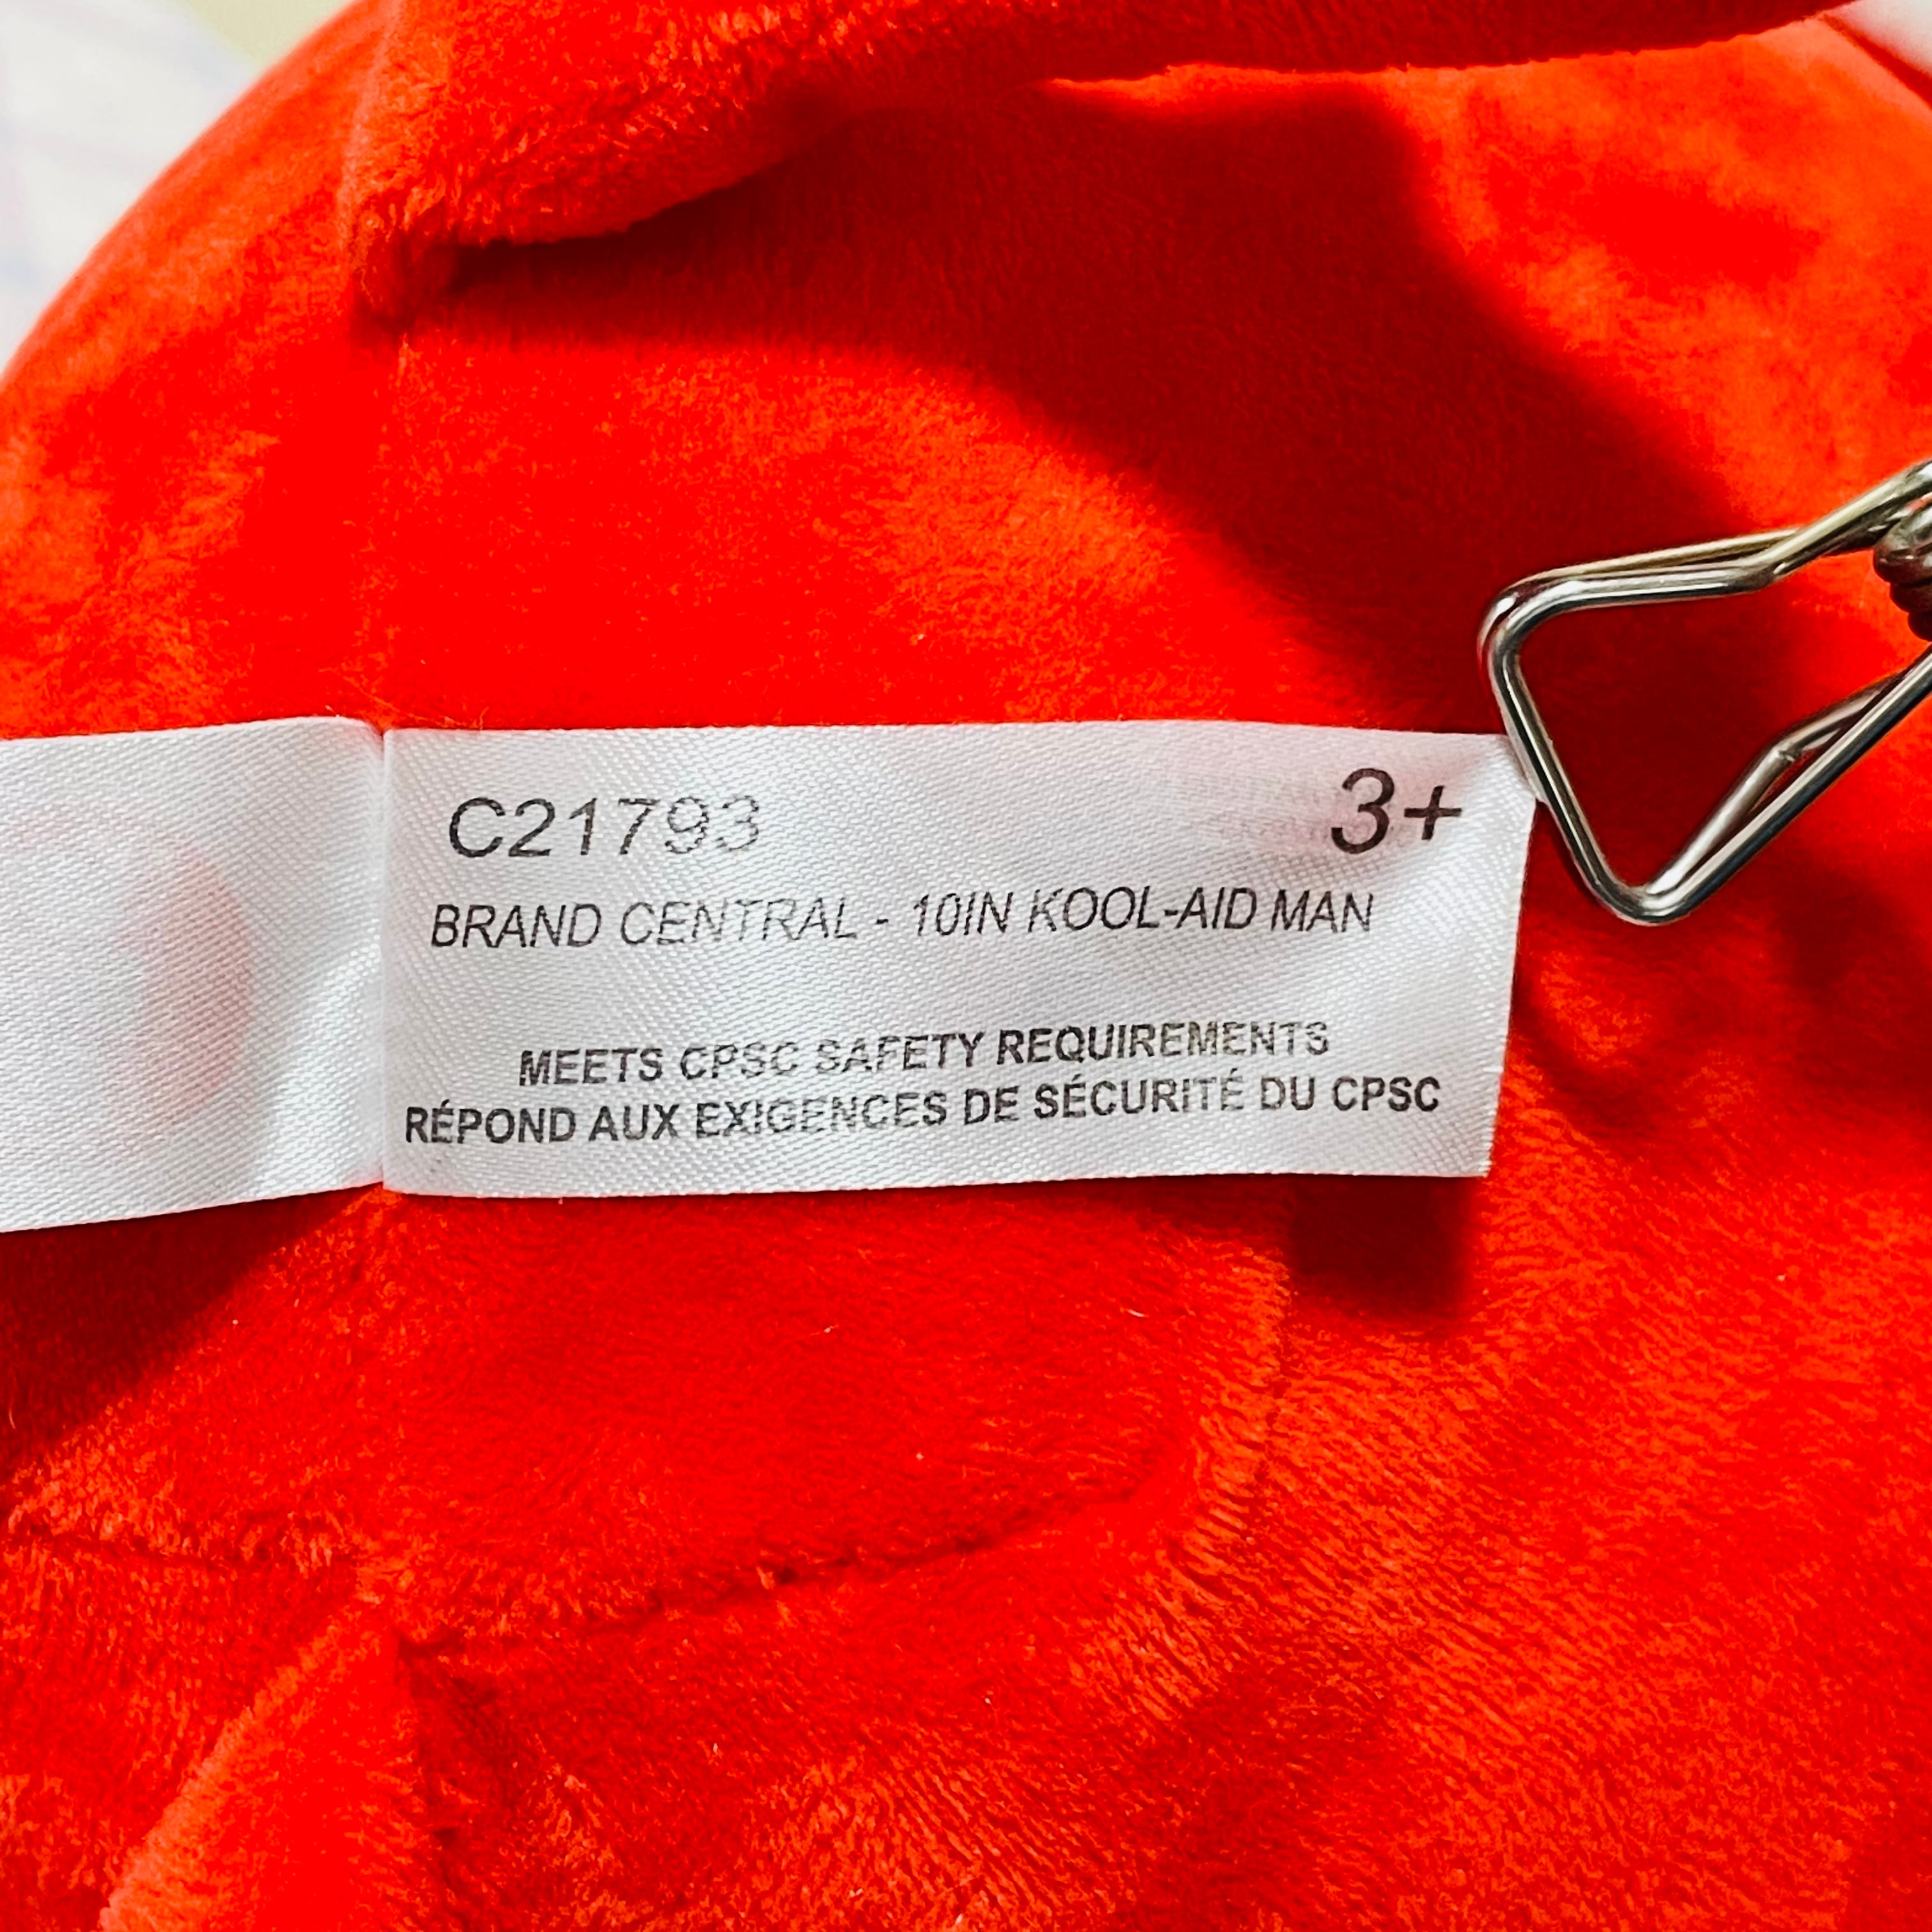 C21793 3+
BRAND CENTRAL - 10IN KOOL-AID MAN
MEETS CPSC SAFETY REQUIREMENTS
RÉPOND AUX EXIGENCES DE SÉCURITÉ DU CPSC